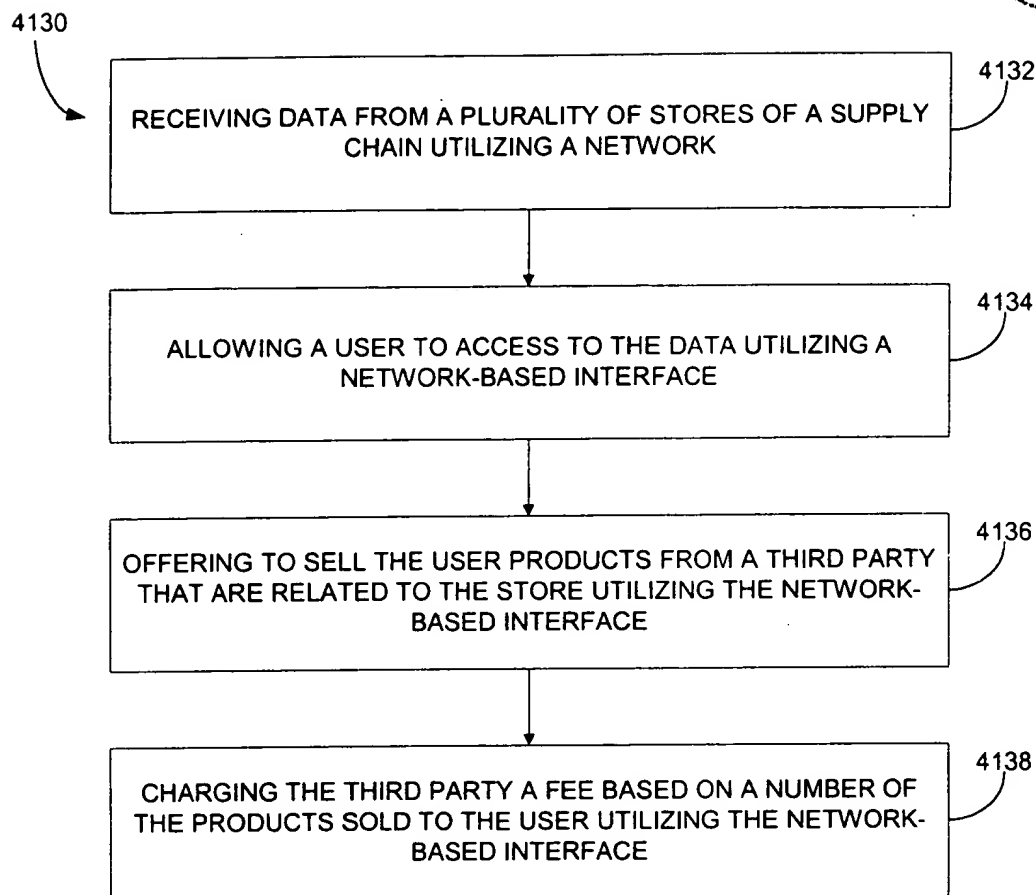 4130
4132
RECEIVING DATA FROM A PLURALITY OF STORES OF A SUPPLY
CHAIN UTILIZING A NETWORK
4134
ALLOWING A USER TO ACCESS TO THE DATA UTILIZING A
NETWORK-BASED INTERFACE
4136
OFFERING TO SELL THE USER PRODUCTS FROM A THIRD PARTY
THAT ARE RELATED TO THE STORE UTILIZING THE NETWORK-
BASED INTERFACE
4138
CHARGING THE THIRD PARTY A FEE BASED ON A NUMBER OF
THE PRODUCTS SOLD TO THE USER UTILIZING THE NETWORK-
BASED INTERFACE